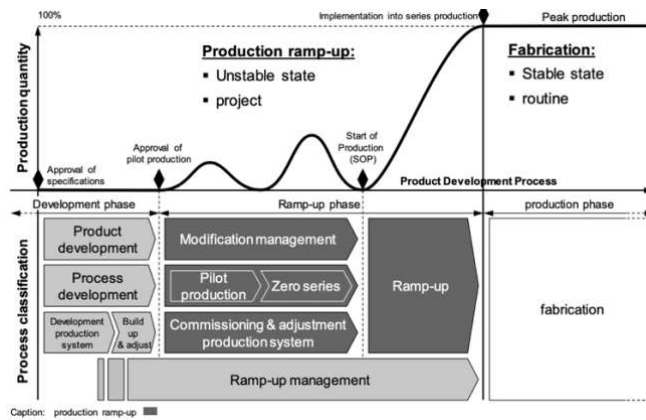 Implementation into series production
100%
Peak production
Production quantity
Production ramp-up:
▪ Unstable state
▪ project
Fabrication:
▪ Stable state
▪ routine
Approval of
specifications
Approval of
pilot production
Start of
Production
(SOP)
Product Development Process
Development phase
Ramp-up phase
production phase
Process classification
Product
development
Modification management
Process
development
Pilot
production
Zero series
Ramp-up
fabrication
Development
production
system
Build
up
& adjust
Commissioning & adjustment
production system
Ramp-up management
Caption: production ramp-up